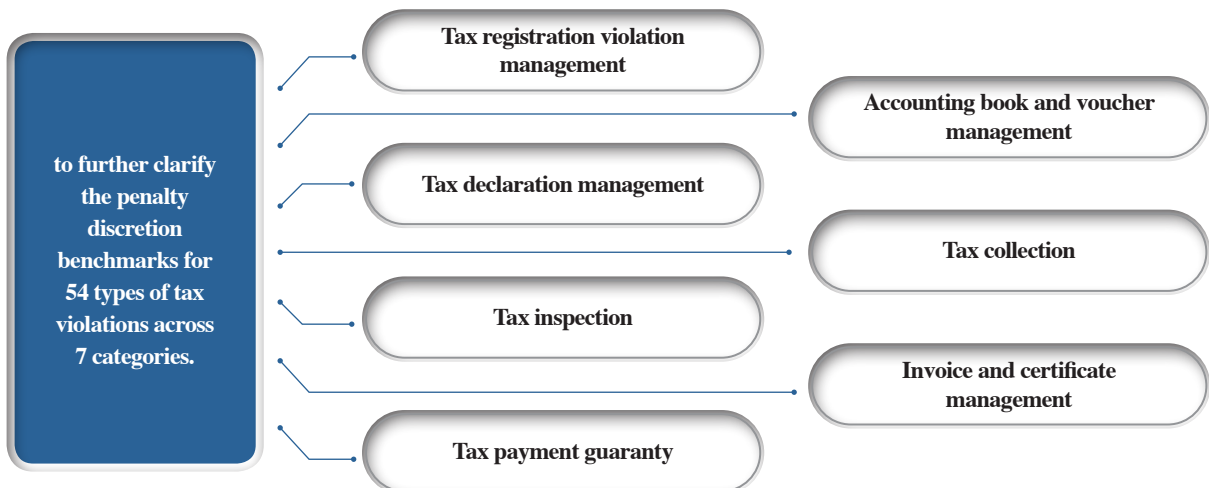 to further clarify
the penalty
discretion
benchmarks for
54 types of tax
violations across
7 categories.
Tax registration violation
management
Accounting book and voucher
management
Tax declaration management
Tax collection
Tax inspection
Invoice and certificate
management
Tax payment guaranty